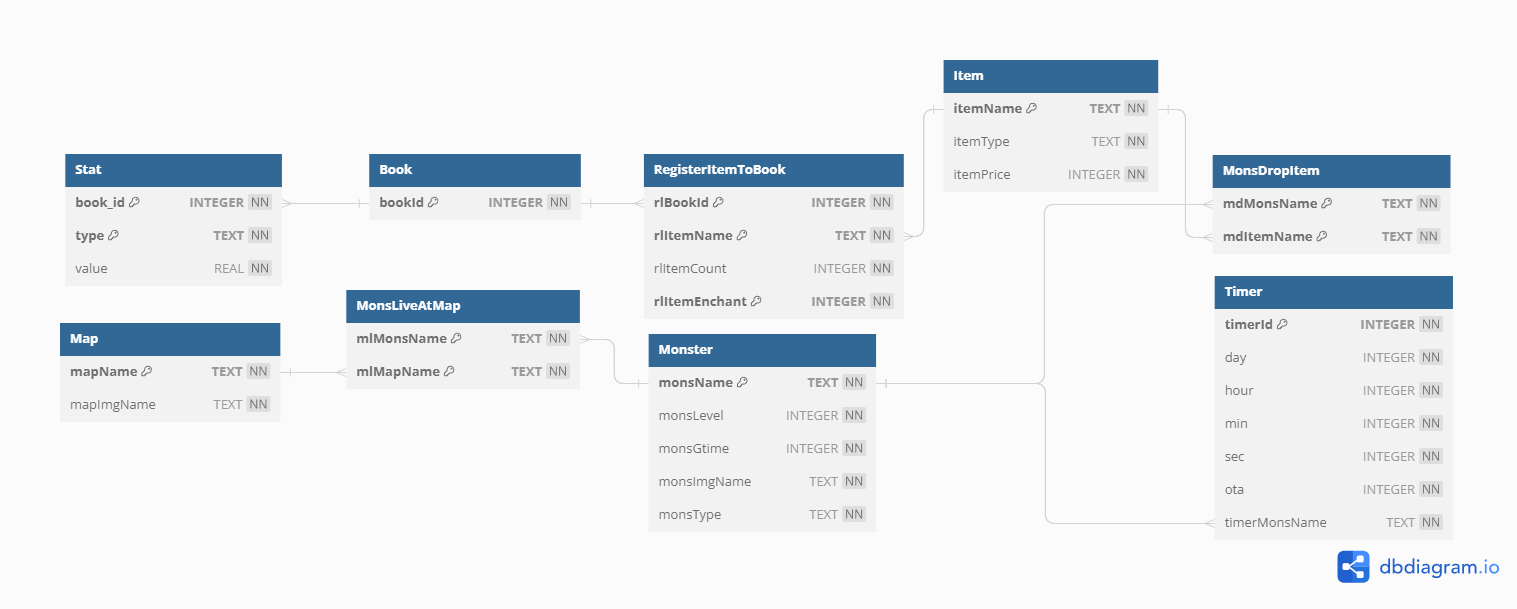 Stat
book_id INTEGER NN
type TEXT NN
value REAL NN
Book
bookId INTEGER NN
RegisterItemToBook
rlBookId INTEGER NN
rlItemName TEXT NN
rlItemCount INTEGER NN
rlItemEnchant INTEGER NN
Item
itemName TEXT NN
itemType TEXT NN
itemPrice INTEGER NN
MonsDropItem
mdMonsName TEXT NN
mdItemName TEXT NN
Map
mapName TEXT NN
mapImgName TEXT NN
MonsLiveAtMap
mlMonsName TEXT NN
mlMapName TEXT NN
Monster
monsName TEXT NN
monsLevel INTEGER NN
monsGtime INTEGER NN
monsImgName TEXT NN
monsType TEXT NN
Timer
timerId INTEGER NN
day INTEGER NN
hour INTEGER NN
min INTEGER NN
sec INTEGER NN
ota INTEGER NN
timerMonsName TEXT NN
dbdiagram.io